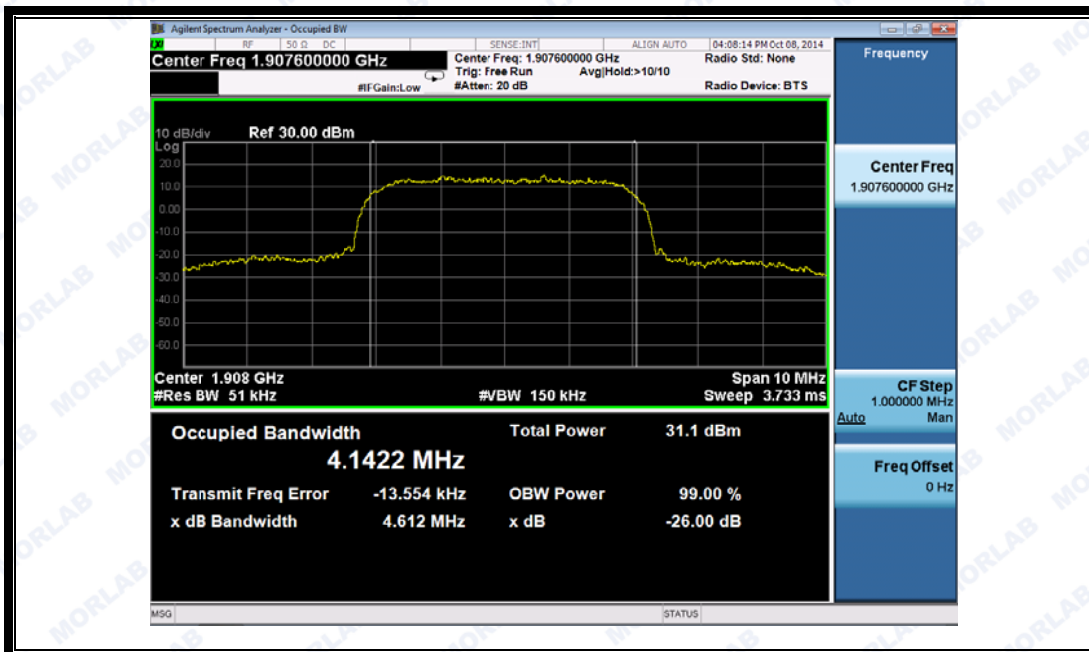 Agilent Spectrum Analyzer - Occupied BW
LXI RF 50 Ω DC SENSE:INT ALIGN AUTO 04:08:14 PM Oct 08, 2014
Center Freq 1.907600000 GHz
Center Freq: 1.907600000 GHz
Radio Std: None
Trig: Free Run Avg|Hold:>10/10
#IFGain:Low #Atten: 20 dB Radio Device: BTS
10 dB/div Ref 30.00 dBm
Log
20.0
10.0
0.00
-10.0
-20.0
-30.0
-40.0
-50.0
-60.0
Center 1.908 GHz Span 10 MHz
#Res BW 51 kHz #VBW 150 kHz Sweep 3.733 ms
Occupied Bandwidth Total Power 31.1 dBm
4.1422 MHz
Transmit Freq Error -13.554 kHz OBW Power 99.00 %
x dB Bandwidth 4.612 MHz x dB -26.00 dB
MSG STATUS
Frequency
Center Freq
1.907600000 GHz
CF Step
1.000000 MHz
Auto Man
Freq Offset
0 Hz
MORLAB